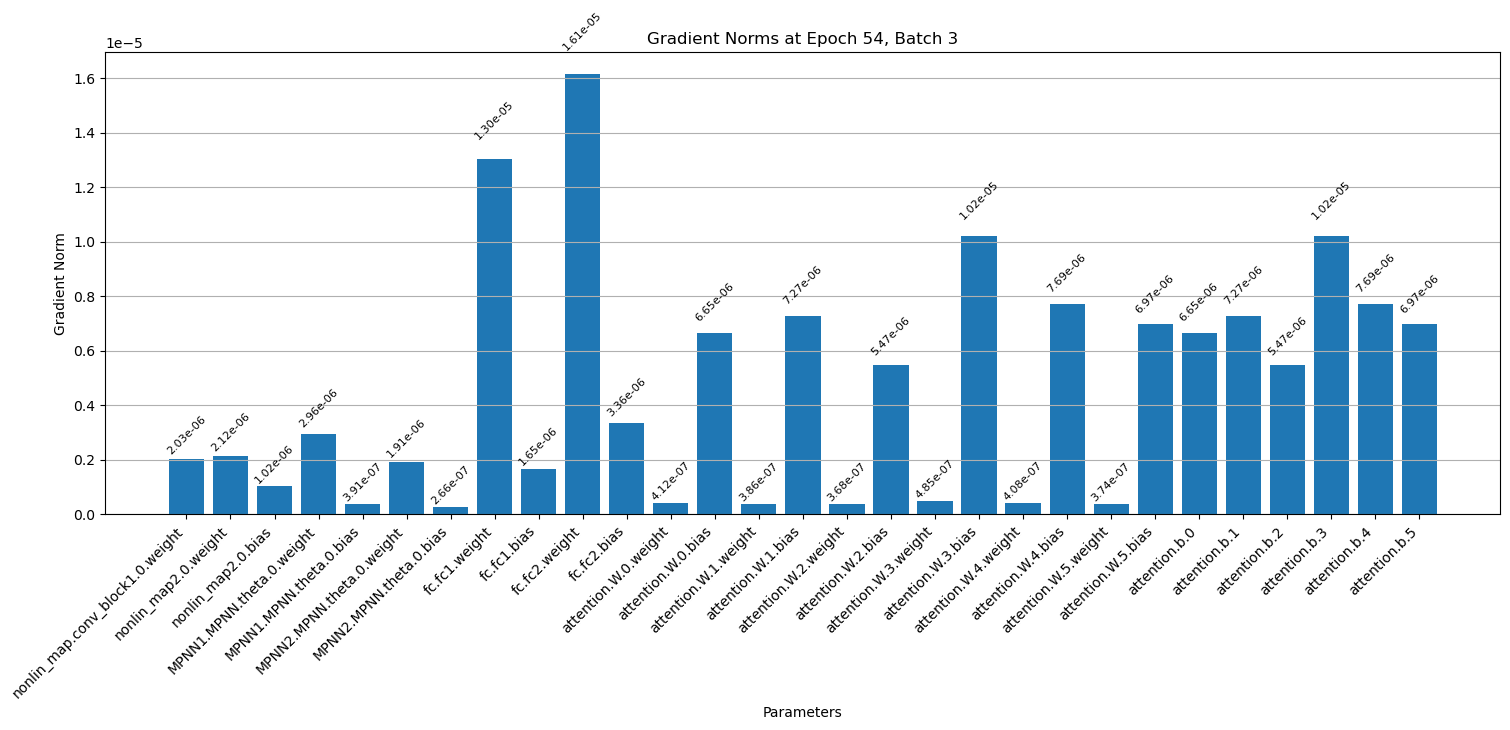 Gradient Norms at Epoch 54, Batch 3
1e−5
Gradient Norm
1.6
1.4
1.2
1.0
0.8
0.6
0.4
0.2
0.0
2.03e-06
2.12e-06
1.02e-06
2.96e-06
3.91e-07
1.91e-06
2.66e-07
1.30e-05
1.65e-06
1.61e-05
3.36e-06
4.12e-07
6.65e-06
3.86e-07
7.27e-06
3.68e-07
5.47e-06
4.85e-07
1.02e-05
4.08e-07
7.69e-06
3.74e-07
6.97e-06
6.65e-06
7.27e-06
5.47e-06
1.02e-05
7.69e-06
6.97e-06
nonlin_map.conv_block1.0.weight
nonlin_map2.0.weight
nonlin_map2.0.bias
MPNN1.MPNN.theta.0.weight
MPNN1.MPNN.theta.0.bias
MPNN2.MPNN.theta.0.weight
MPNN2.MPNN.theta.0.bias
fc.fc1.weight
fc.fc1.bias
fc.fc2.weight
fc.fc2.bias
attention.W.0.weight
attention.W.0.bias
attention.W.1.weight
attention.W.1.bias
attention.W.2.weight
attention.W.2.bias
attention.W.3.weight
attention.W.3.bias
attention.W.4.weight
attention.W.4.bias
attention.W.5.weight
attention.W.5.bias
attention.b.0
attention.b.1
attention.b.2
attention.b.3
attention.b.4
attention.b.5
Parameters